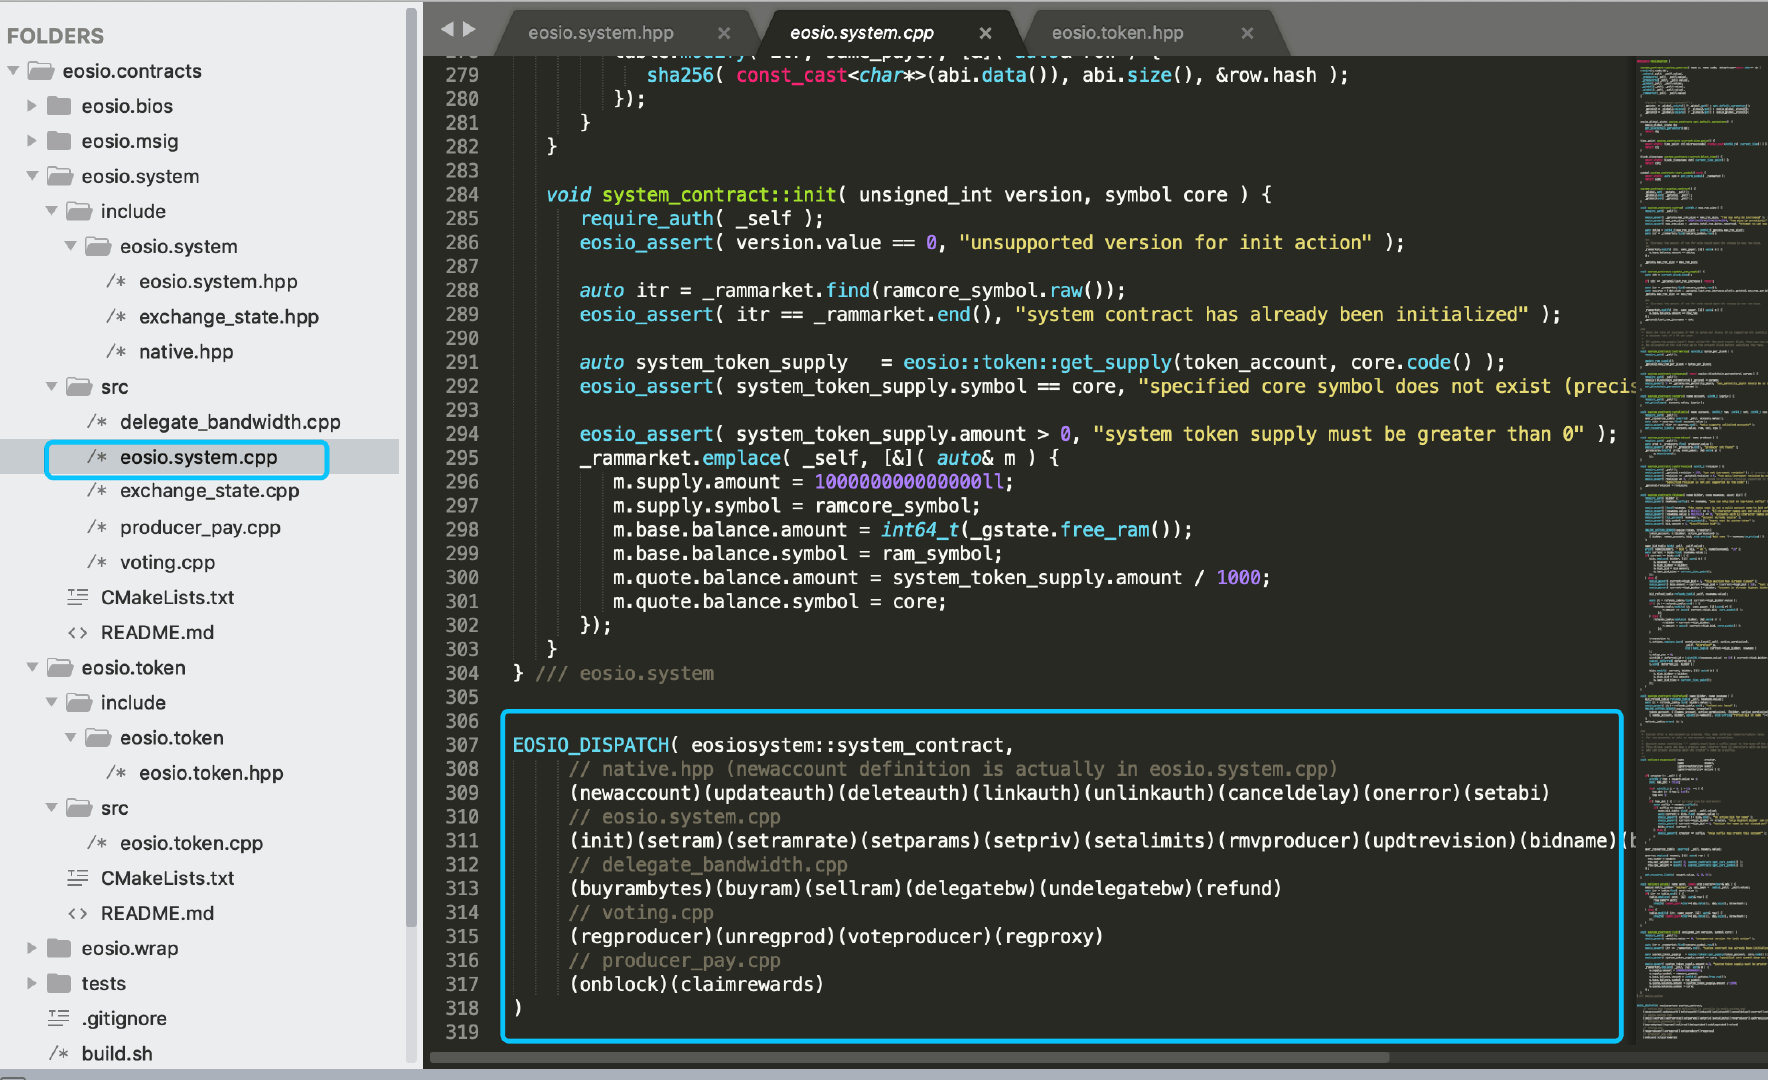 FOLDERS
eosio.contracts
eosio.bios
eosio.msig
eosio.system
include
eosio.system
/* eosio.system.hpp
/* exchange_state.hpp
/* native.hpp
src
/* delegate_bandwidth.cpp
/* eosio.system.cpp
/* exchange_state.cpp
/* producer_pay.cpp
/* voting.cpp
CMakeLists.txt
<> README.md
eosio.token
include
eosio.token
/* eosio.token.hpp
src
/* eosio.token.cpp
CMakeLists.txt
<> README.md
eosio.wrap
tests
.gitignore
/* build.sh
eosio.system.hpp × eosio.system.cpp × eosio.token.hpp ×
279 sha256( const_cast<char*>(abi.data()), abi.size(), &row.hash );
280 });
281 }
282 }
283
284 void system_contract::init( unsigned_int version, symbol core ) {
285 require_auth( _self );
286 eosio_assert( version.value == 0, "unsupported version for init action" );
287
288 auto itr = _rammarket.find(ramcore_symbol.raw());
289 eosio_assert( itr == _rammarket.end(), "system contract has already been initialized" );
290
291 auto system_token_supply   = eosio::token::get_supply(token_account, core.code() );
292 eosio_assert( system_token_supply.symbol == core, "specified core symbol does not exist (precis
293
294 eosio_assert( system_token_supply.amount > 0, "system token supply must be greater than 0" );
295 _rammarket.emplace( _self, [&]( auto& m ) {
296 m.supply.amount = 100000000000000ll;
297 m.supply.symbol = ramcore_symbol;
298 m.base.balance.amount = int64_t(_gstate.free_ram());
299 m.base.balance.symbol = ram_symbol;
300 m.quote.balance.amount = system_token_supply.amount / 1000;
301 m.quote.balance.symbol = core;
302 });
303 }
304 } /// eosio.system
305
306
307 EOSIO_DISPATCH( eosiosystem::system_contract,
308 // native.hpp (newaccount definition is actually in eosio.system.cpp)
309 (newaccount)(updateauth)(deleteauth)(linkauth)(unlinkauth)(canceldelay)(onerror)(setabi)
310 // eosio.system.cpp
311 (init)(setram)(setramrate)(setparams)(setpriv)(setalimits)(rmvproducer)(updtrevision)(bidname)(b
312 // delegate_bandwidth.cpp
313 (buyrambytes)(buyram)(sellram)(delegatebw)(undelegatebw)(refund)
314 // voting.cpp
315 (regproducer)(unregprod)(voteproducer)(regproxy)
316 // producer_pay.cpp
317 (onblock)(claimrewards)
318 )
319